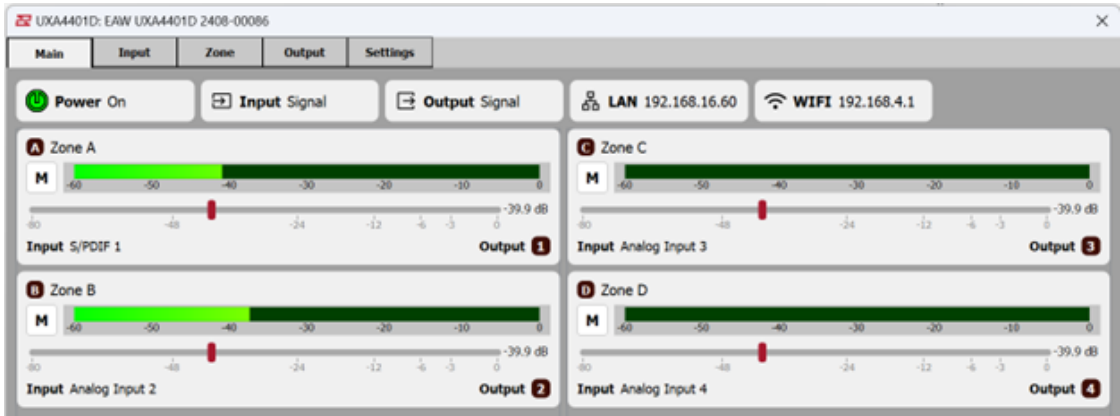 UXA4401D: EAW UXA4401D 2408-00086
Main Input Zone Output Settings
Power On Input Signal Output Signal LAN 192.168.16.60 WIFI 192.168.4.1
A Zone A
M
-60 -50 -40 -30 -20 -10 0
-39.9 dB
-80 -48 -24 -12 -6 -3 0
Input S/PDIF 1 Output 1
C Zone C
M
-60 -50 -40 -30 -20 -10 0
-39.9 dB
-80 -48 -24 -12 -6 -3 0
Input Analog Input 3 Output 3
B Zone B
M
-60 -50 -40 -30 -20 -10 0
-39.9 dB
-80 -48 -24 -12 -6 -3 0
Input Analog Input 2 Output 2
D Zone D
M
-60 -50 -40 -30 -20 -10 0
-39.9 dB
-80 -48 -24 -12 -6 -3 0
Input Analog Input 4 Output 4